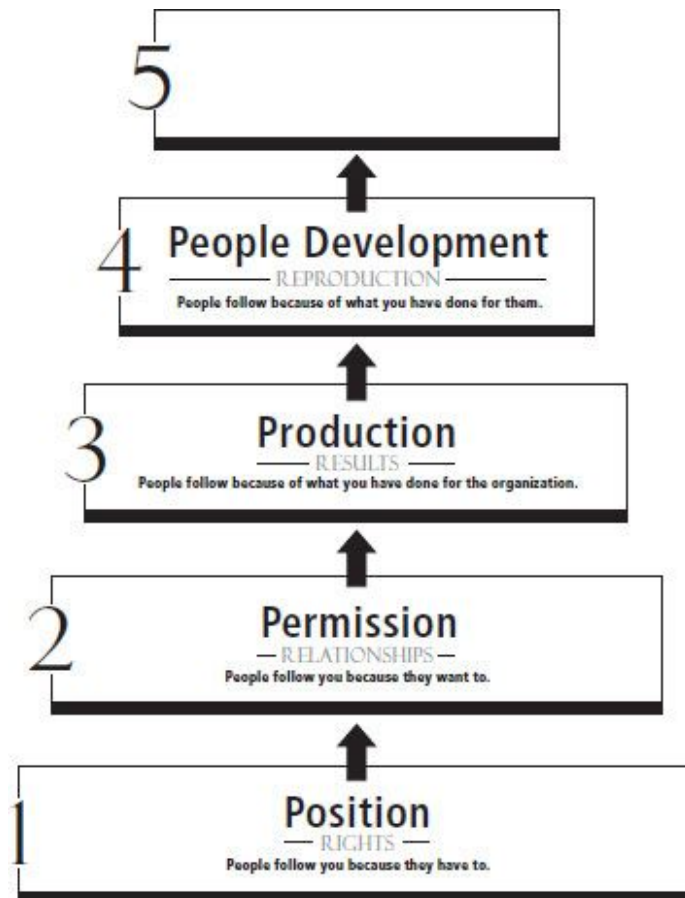 5
4
People Development
REPRODUCTION
People follow because of what you have done for them.
3
Production
RESULTS
People follow because of what you have done for the organization.
2
Permission
RELATIONSHIPS
People follow you because they want to.
1
Position
RIGHTS
People follow you because they have to.